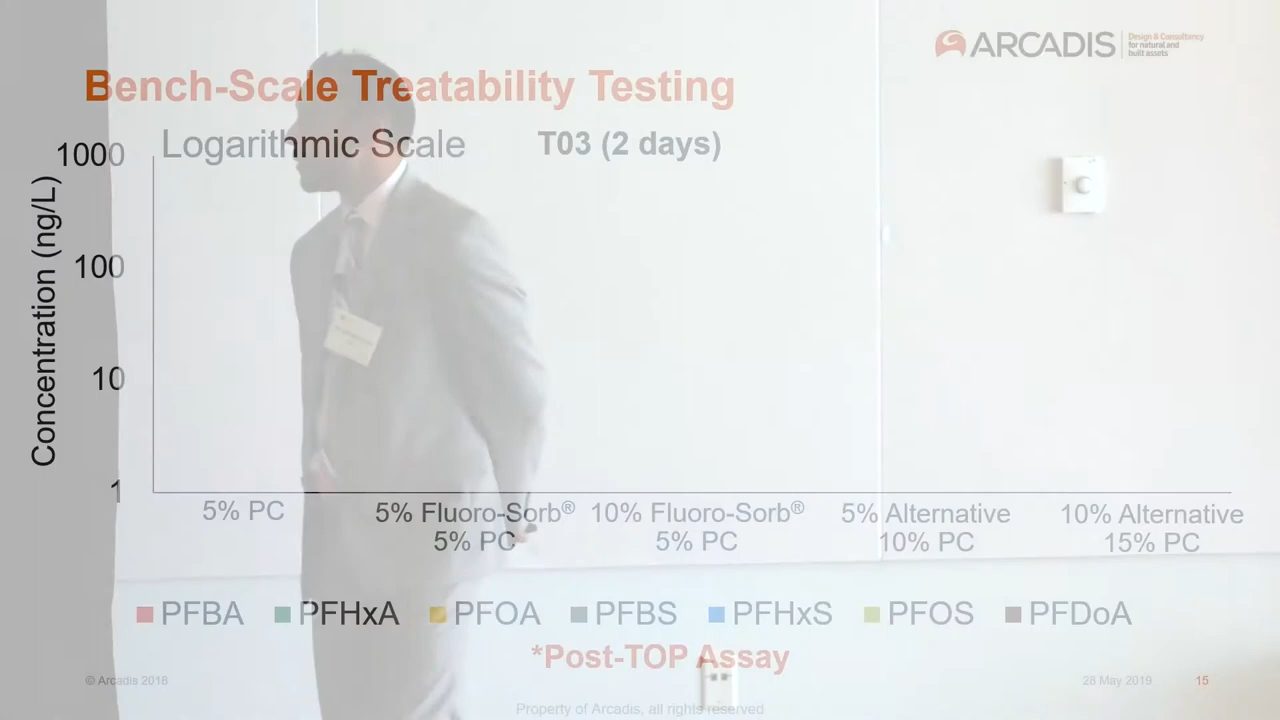 ARCADIS
Design & Consultancy
for natural and
built assets
Bench-Scale Treatability Testing
Logarithmic Scale
T03 (2 days)
Concentration (ng/L)
1000
100
10
1
5% PC
5% Fluoro-Sorb®
5% PC
10% Fluoro-Sorb®
5% PC
5% Alternative
10% PC
10% Alternative
15% PC
PFBA
PFHxA
PFOA
PFBS
PFHxS
PFOS
PFDoA
*Post-TOP Assay
© Arcadis 2018
28 May 2019
15
Property of Arcadis, all rights reserved